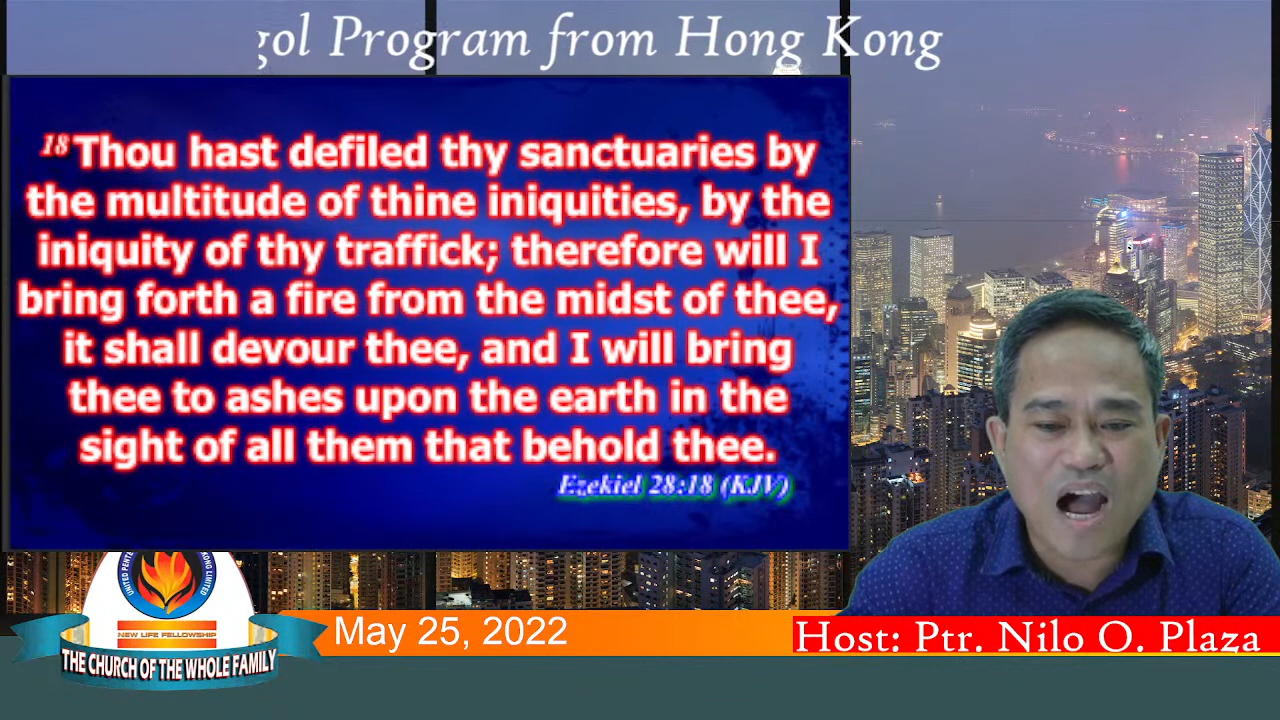 Program from Hong Kong
18 Thou hast defiled thy sanctuaries by
the multitude of thine iniquities, by the
iniquity of thy traffick; therefore will I
bring forth a fire from the midst of thee,
it shall devour thee, and I will bring
thee to ashes upon the earth in the
sight of all them that behold thee.
Ezekiel 28:18 (KJV)
NEW LIFE FELLOWSHIP
THE CHURCH OF THE WHOLE FAMILY
May 25, 2022
Host: Ptr. Nilo O. Plaza